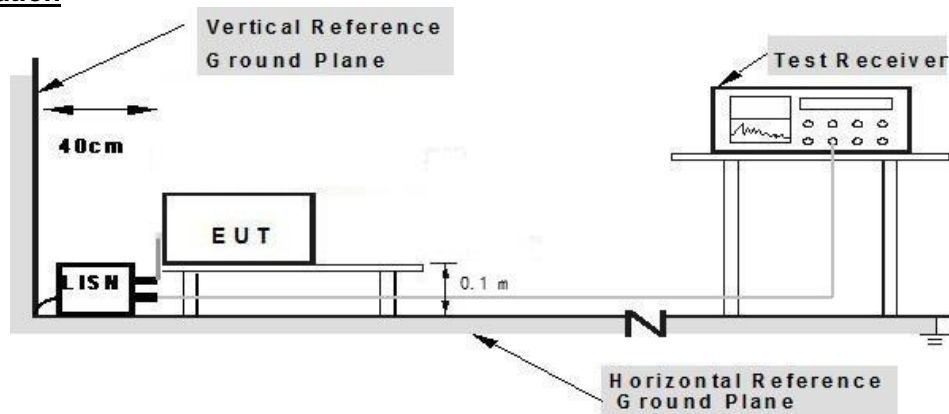 Vertical Reference
Ground Plane
Test Receiver
40cm
EUT
LISN
0.1 m
Horizontal Reference
Ground Plane